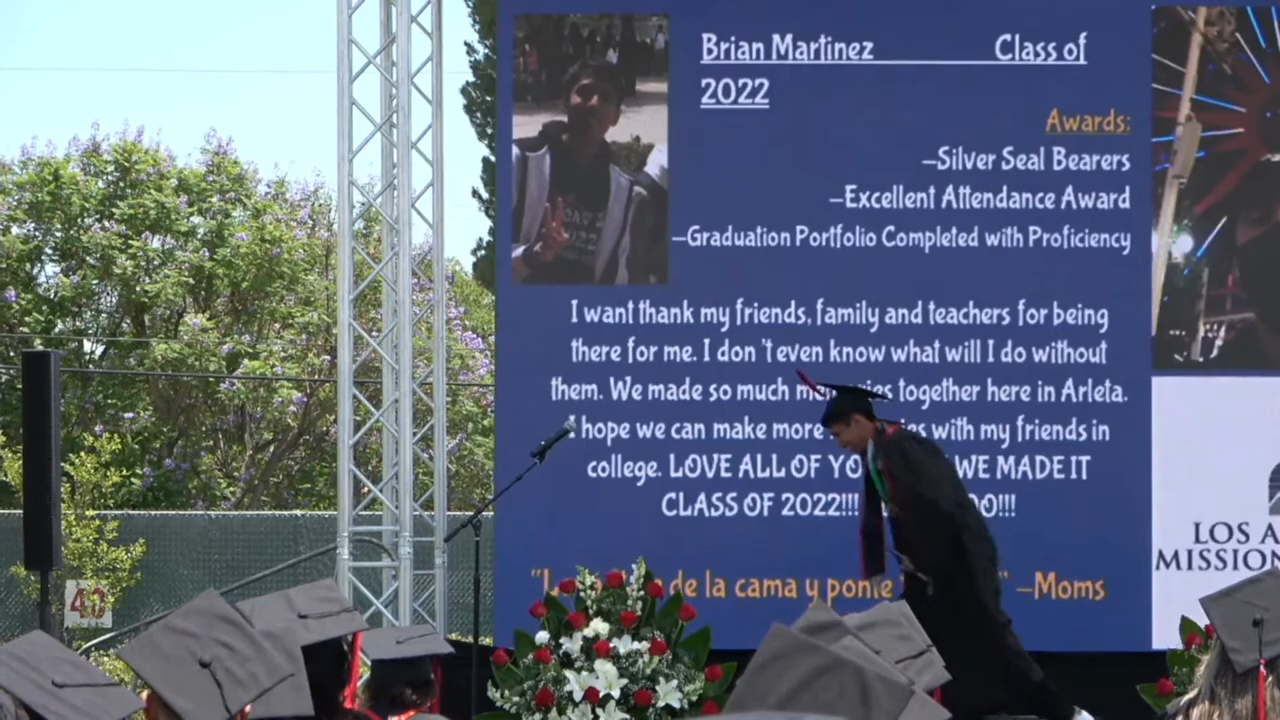 Brian Martinez Class of
2022
Awards:
–Silver Seal Bearers
–Excellent Attendance Award
–Graduation Portfolio Completed with Proficiency
I want thank my friends, family and teachers for being
there for me. I don 't even know what will I do without
them. We made so much together here in Arleta.
I hope we can make more with my friends in
college. LOVE ALL OF WE MADE IT
CLASS OF 2022!!!
de la cama y ponte –Moms
LOS
MISSION
40